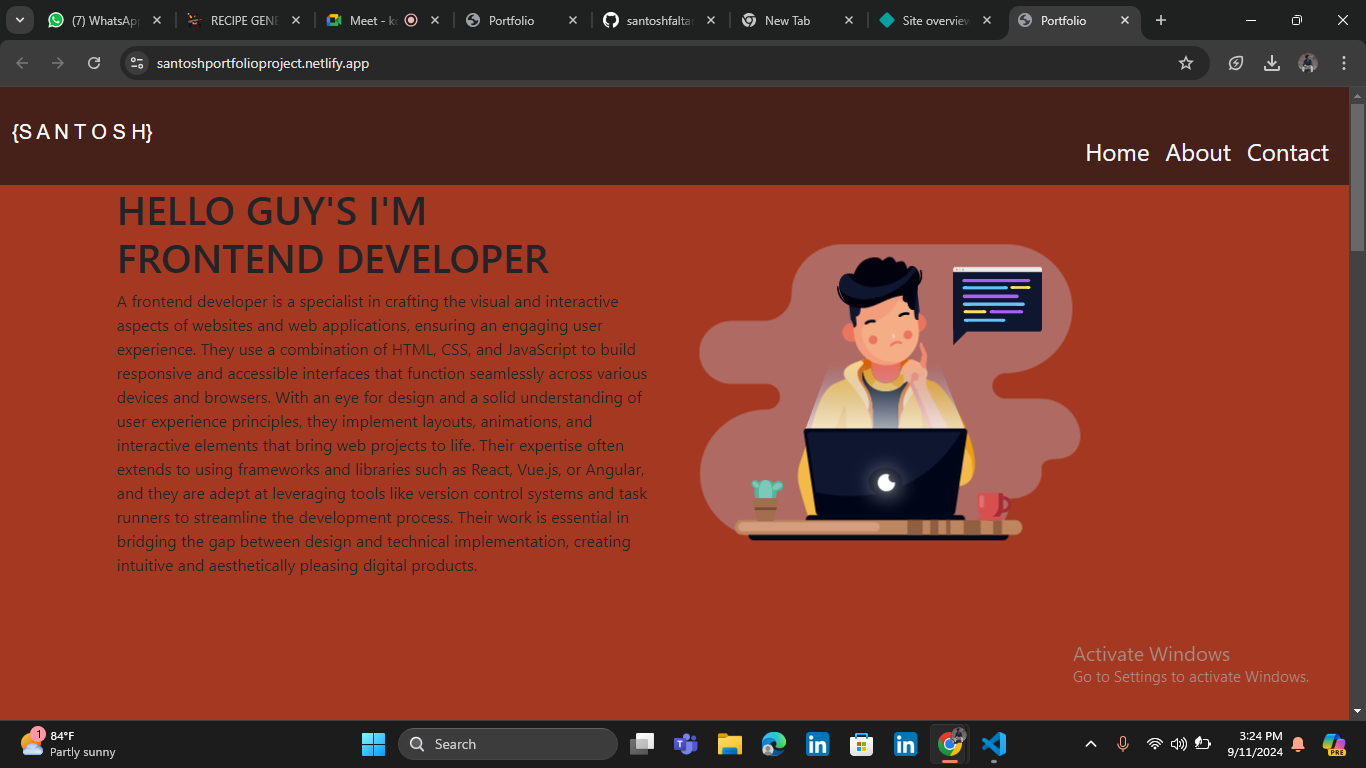 (7) WhatsAp
RECIPE GENE
Meet - k
Portfolio
santoshfalta
New Tab
Site overview
Portfolio
santoshportfolioproject.netlify.app
{S A N T O S H}
Home About Contact
HELLO GUY'S I'M
FRONTEND DEVELOPER
A frontend developer is a specialist in crafting the visual and interactive
aspects of websites and web applications, ensuring an engaging user
experience. They use a combination of HTML, CSS, and JavaScript to build
responsive and accessible interfaces that function seamlessly across various
devices and browsers. With an eye for design and a solid understanding of
user experience principles, they implement layouts, animations, and
interactive elements that bring web projects to life. Their expertise often
extends to using frameworks and libraries such as React, Vue.js, or Angular,
and they are adept at leveraging tools like version control systems and task
runners to streamline the development process. Their work is essential in
bridging the gap between design and technical implementation, creating
intuitive and aesthetically pleasing digital products.
Activate Windows
Go to Settings to activate Windows.
1
84°F
Partly sunny
Search
3:24 PM
9/11/2024
PRE